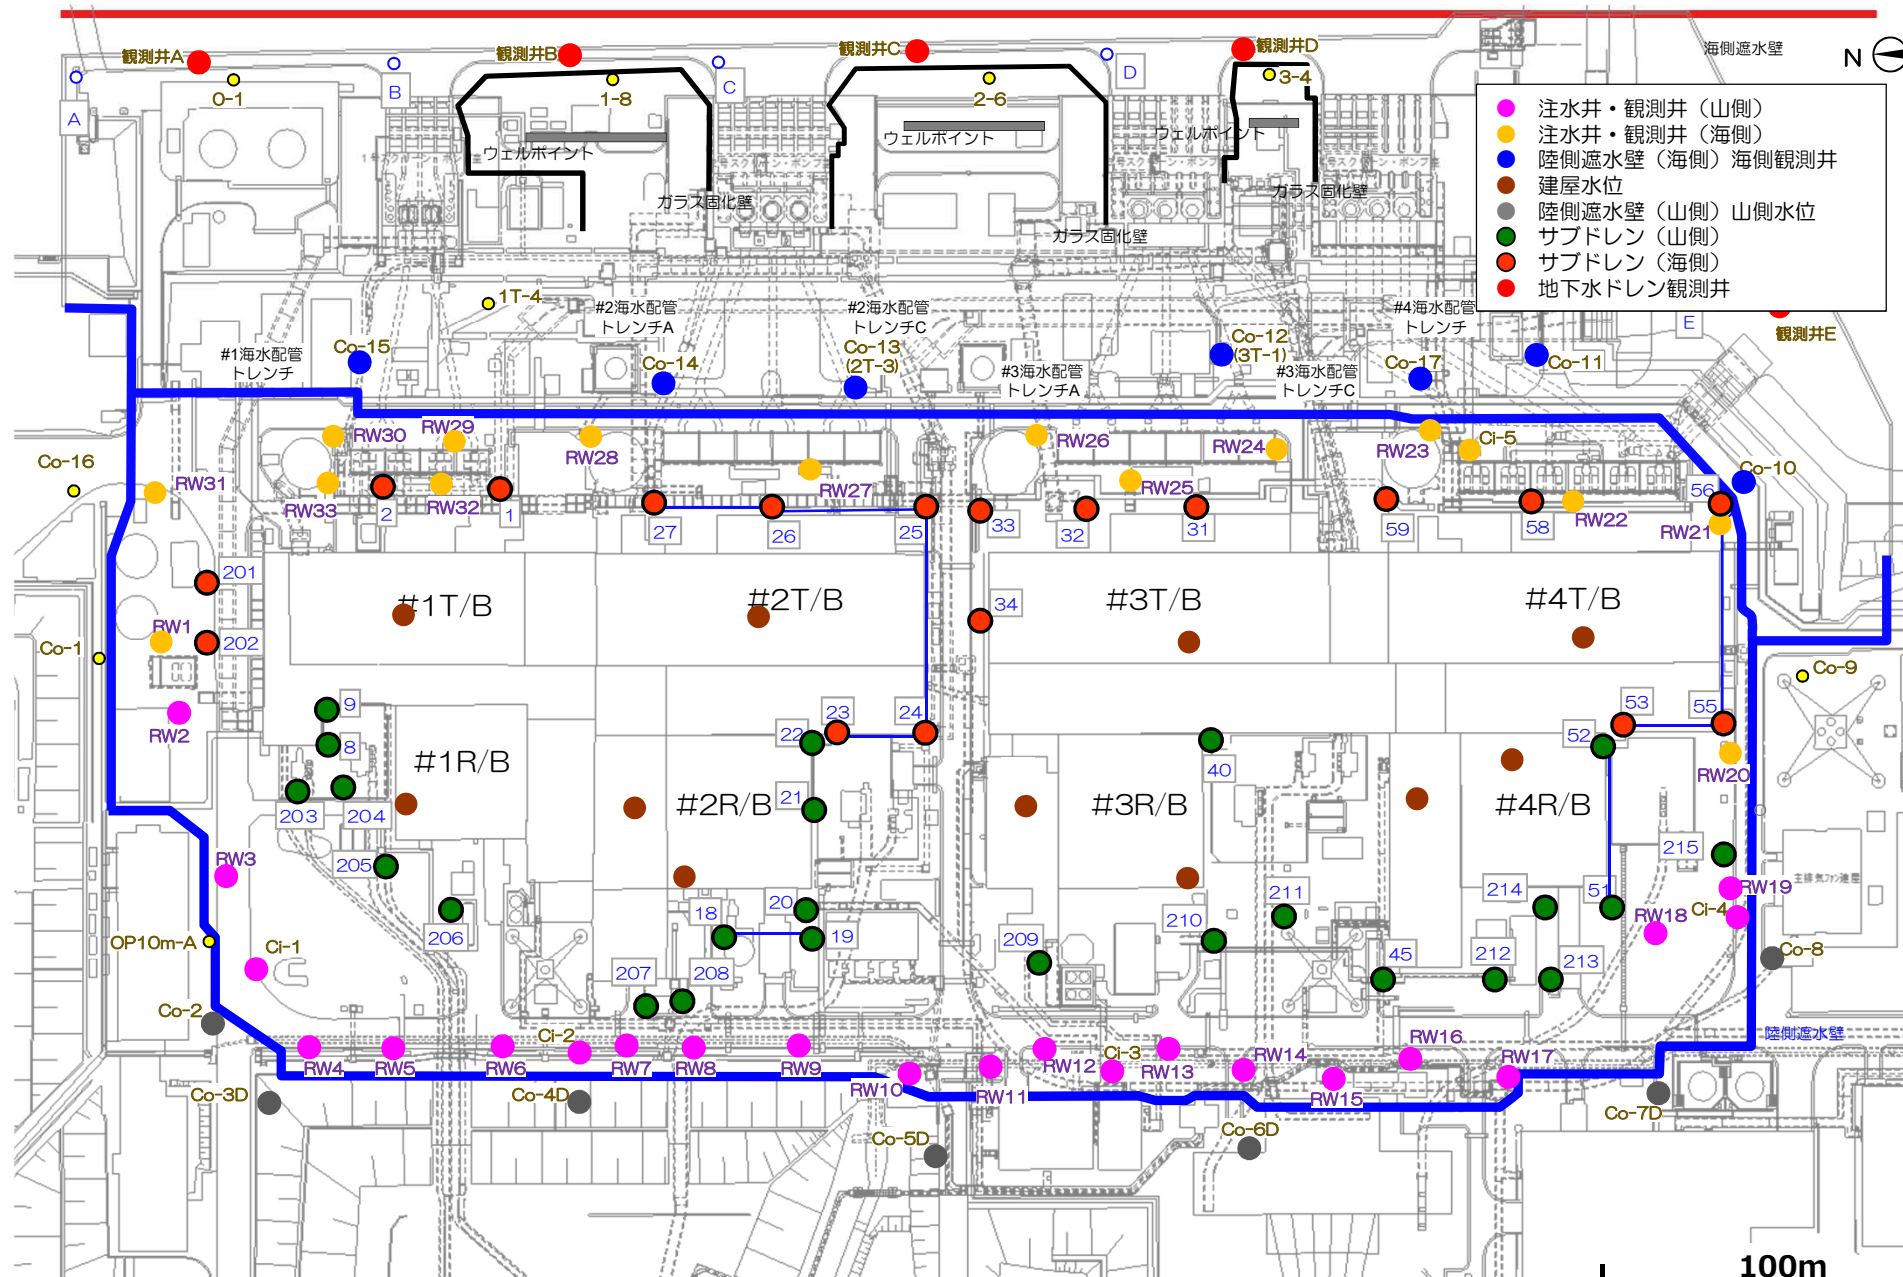 海側遮水壁
N
観測井A
観測井B
観測井C
観測井D
0-1
1-8
2-6
3-4
A
B
C
D
注水井・観測井（山側）
注水井・観測井（海側）
陸側遮水壁（海側）海側観測井
建屋水位
陸側遮水壁（山側）山側水位
サブドレン（山側）
サブドレン（海側）
地下水ドレン観測井
ウェルポイント
ウェルポイント
ウェルポイント
ガラス固化壁
ガラス固化壁
ガラス固化壁
1T-4
E
観測井E
#1海水配管
トレンチ
#2海水配管
トレンチA
#2海水配管
トレンチC
#3海水配管
トレンチA
#3海水配管
トレンチC
#4海水配管
トレンチ
Co-15
Co-14
Co-13
(2T-3)
Co-12
(3T-1)
Co-17
Co-11
Co-16
RW31
RW30
RW29
RW28
RW27
RW26
RW25
RW24
RW23
Ci-5
Co-10
RW33
2
RW32
1
27
26
25
33
32
31
59
58
RW22
56
RW21
201
202
RW1
Co-1
RW2
#1T/B
#2T/B
#3T/B
#4T/B
34
Co-9
9
8
203
204
205
206
#1R/B
#2R/B
#3R/B
#4R/B
22
23
24
21
40
52
53
55
RW20
215
RW3
OP10m-A
Ci-1
18
20
19
207
208
209
210
211
45
212
214
213
51
RW18
RW19
Ci-4
主排気ファン建屋
Co-8
Co-2
陸側遮水壁
RW4
RW5
RW6
Ci-2
RW7
RW8
RW9
RW10
RW11
RW12
Ci-3
RW13
RW14
RW15
RW16
RW17
Co-3D
Co-4D
Co-5D
Co-6D
Co-7D
100m